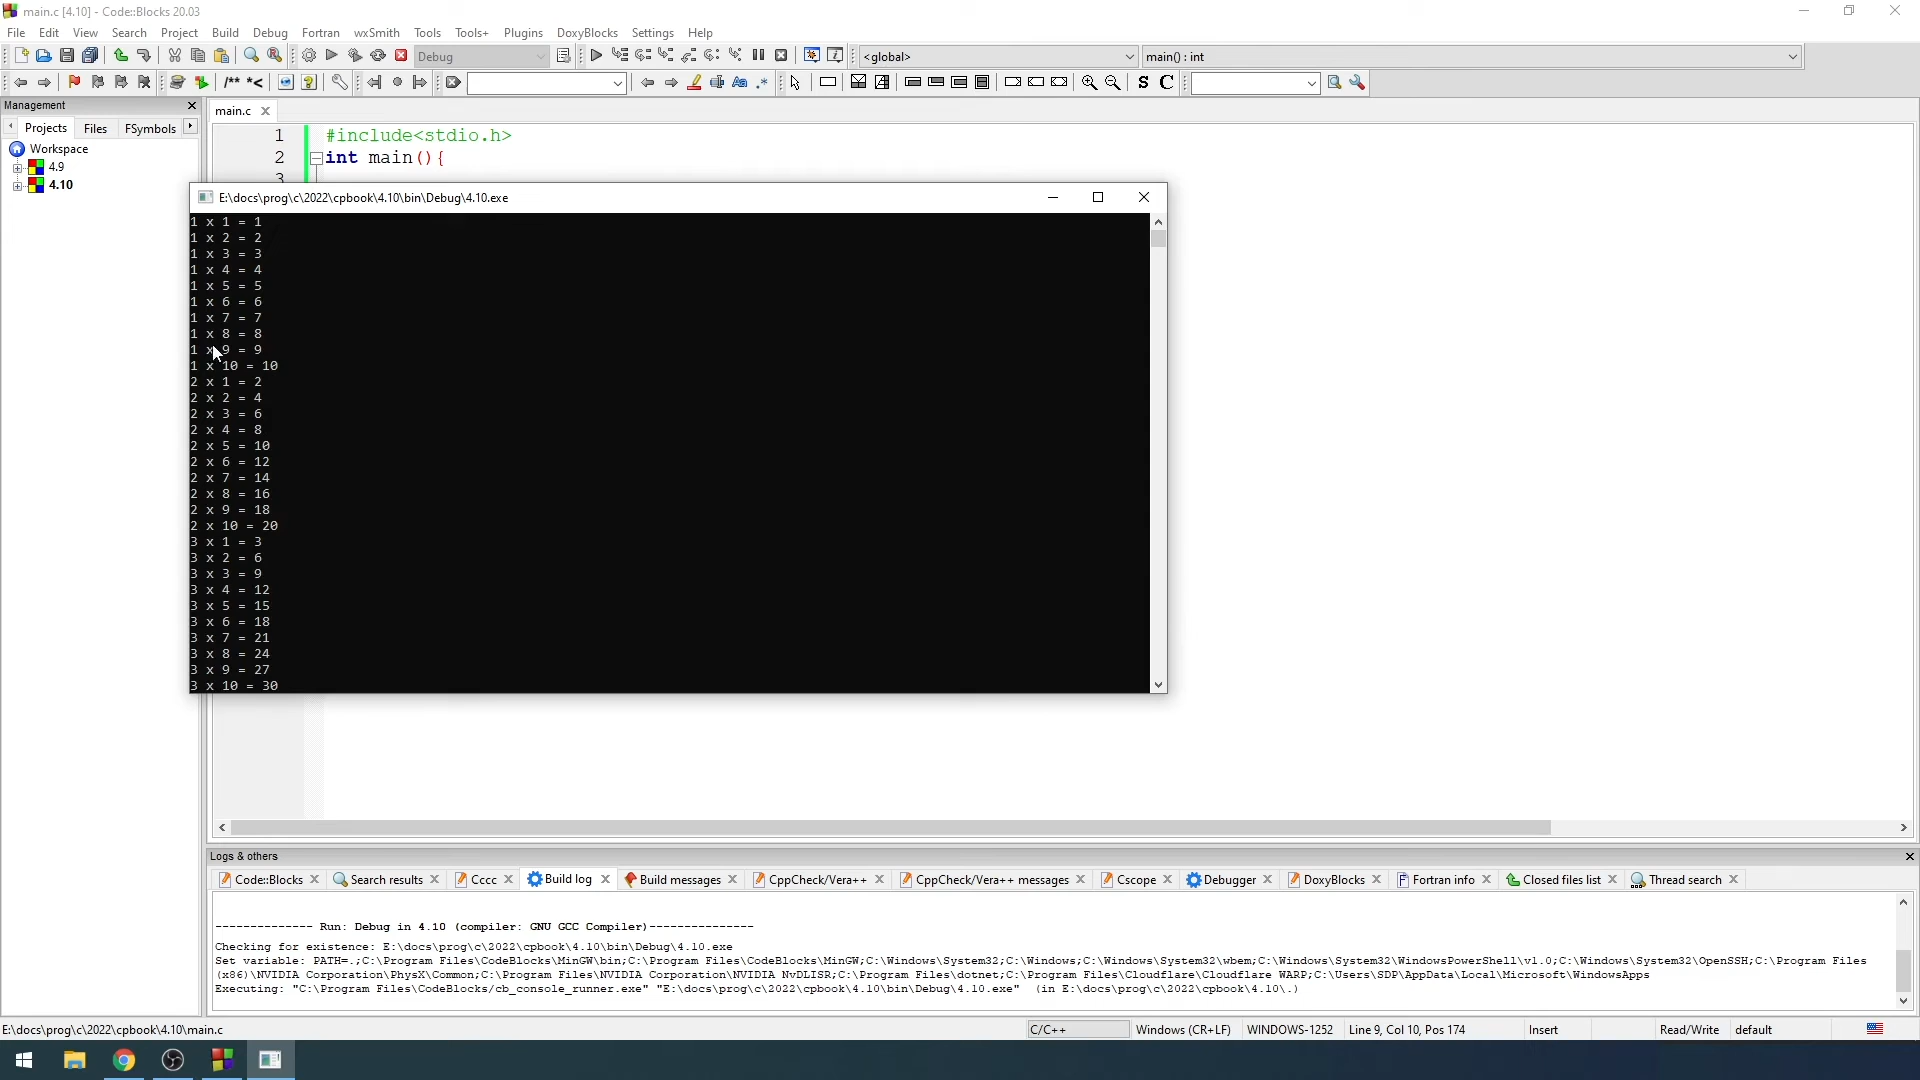 main.c [4.10] - Code::Blocks 20.03
File Edit View Search Project Build Debug Fortran wxSmith Tools Tools+ Plugins DoxyBlocks Settings Help
Debug <global> main() : int
/** *< Aa .* S C
Management
main.c
Projects Files FSymbols
Workspace
4.9
4.10
1 #include<stdio.h>
2 int main(){
3
E:\docs\prog\c\2022\cpbook\4.10\bin\Debug\4.10.exe
1 x 1 = 1
1 x 2 = 2
1 x 3 = 3
1 x 4 = 4
1 x 5 = 5
1 x 6 = 6
1 x 7 = 7
1 x 8 = 8
1 x 9 = 9
1 x 10 = 10
2 x 1 = 2
2 x 2 = 4
2 x 3 = 6
2 x 4 = 8
2 x 5 = 10
2 x 6 = 12
2 x 7 = 14
2 x 8 = 16
2 x 9 = 18
2 x 10 = 20
3 x 1 = 3
3 x 2 = 6
3 x 3 = 9
3 x 4 = 12
3 x 5 = 15
3 x 6 = 18
3 x 7 = 21
3 x 8 = 24
3 x 9 = 27
3 x 10 = 30
Logs & others
Code::Blocks Search results Cccc Build log Build messages CppCheck/Vera++ CppCheck/Vera++ messages Cscope Debugger DoxyBlocks Fortran info Closed files list Thread search
-------------- Run: Debug in 4.10 (compiler: GNU GCC Compiler)---------------
Checking for existence: E:\docs\prog\c\2022\cpbook\4.10\bin\Debug\4.10.exe
Set variable: PATH=.;C:\Program Files\CodeBlocks\MinGW\bin;C:\Program Files\CodeBlocks\MinGW;C:\Windows\System32;C:\Windows;C:\Windows\System32\wbem;C:\Windows\System32\WindowsPowerShell\v1.0;C:\Windows\System32\OpenSSH;C:\Program Files
(x86)\NVIDIA Corporation\PhysX\Common;C:\Program Files\NVIDIA Corporation\NVIDIA NvDLISR;C:\Program Files\dotnet;C:\Program Files\Cloudflare\Cloudflare WARP;C:\Users\SDP\AppData\Local\Microsoft\WindowsApps
Executing: "C:\Program Files\CodeBlocks/cb_console_runner.exe" "E:\docs\prog\c\2022\cpbook\4.10\bin\Debug\4.10.exe" (in E:\docs\prog\c\2022\cpbook\4.10\.)
E:\docs\prog\c\2022\cpbook\4.10\main.c C/C++ Windows (CR+LF) WINDOWS-1252 Line 9, Col 10, Pos 174 Insert Read/Write default